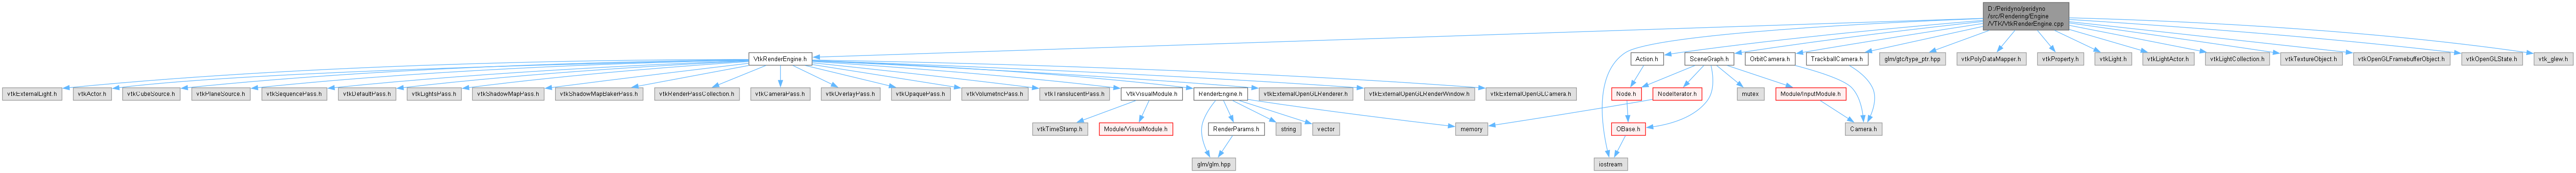 D:/Peridyno/peridyno
/src/Rendering/Engine
/VTK/VtkRenderEngine.cpp
VtkRenderEngine.h
Action.h
SceneGraph.h
OrbitCamera.h
TrackballCamera.h
glm/gtc/type_ptr.hpp
vtkPolyDataMapper.h
vtkProperty.h
vtkLight.h
vtkLightActor.h
vtkLightCollection.h
vtkTextureObject.h
vtkOpenGLFramebufferObject.h
vtkOpenGLState.h
vtk_glew.h
vtkExternalLight.h
vtkActor.h
vtkCubeSource.h
vtkPlaneSource.h
vtkSequencePass.h
vtkDefaultPass.h
vtkLightsPass.h
vtkShadowMapPass.h
vtkShadowMapBakerPass.h
vtkRenderPassCollection.h
vtkCameraPass.h
vtkOverlayPass.h
vtkOpaquePass.h
vtkVolumetricPass.h
vtkTranslucentPass.h
VtkVisualModule.h
RenderEngine.h
vtkExternalOpenGLRenderer.h
vtkExternalOpenGLRenderWindow.h
vtkExternalOpenGLCamera.h
Node.h
NodeIterator.h
mutex
Module/InputModule.h
vtkTimeStamp.h
Module/VisualModule.h
RenderParams.h
string
vector
memory
OBase.h
Camera.h
glm/glm.hpp
iostream